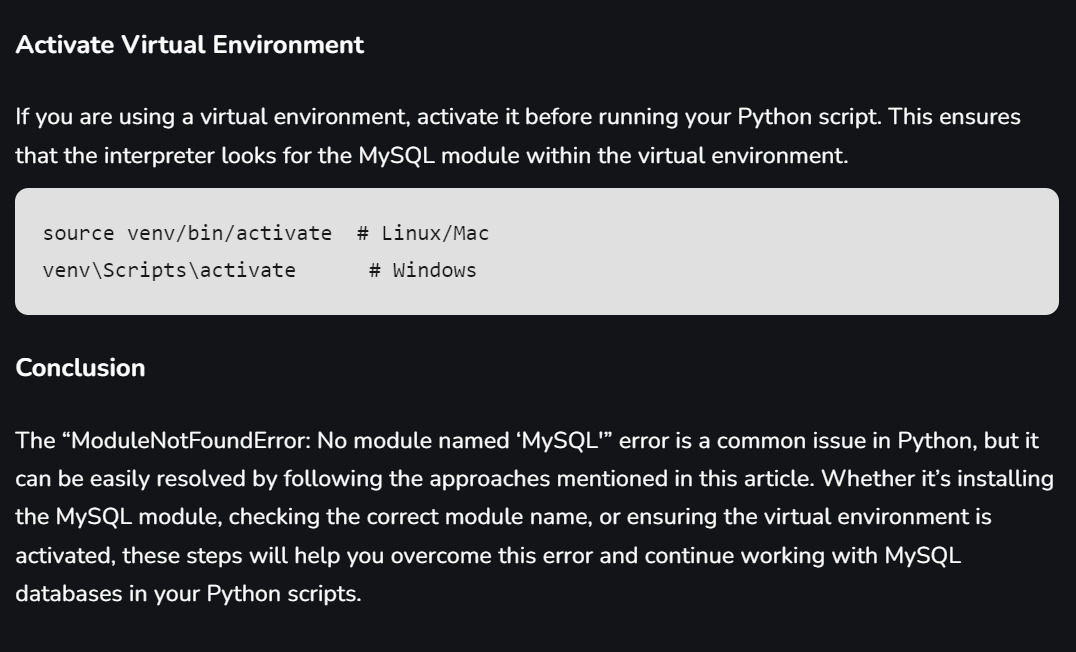 Activate Virtual Environment
If you are using a virtual environment, activate it before running your Python script. This ensures
that the interpreter looks for the MySQL module within the virtual environment.
source venv/bin/activate  # Linux/Mac
venv\Scripts\activate      # Windows
Conclusion
The “ModuleNotFoundError: No module named ‘MySQL'” error is a common issue in Python, but it
can be easily resolved by following the approaches mentioned in this article. Whether it’s installing
the MySQL module, checking the correct module name, or ensuring the virtual environment is
activated, these steps will help you overcome this error and continue working with MySQL
databases in your Python scripts.